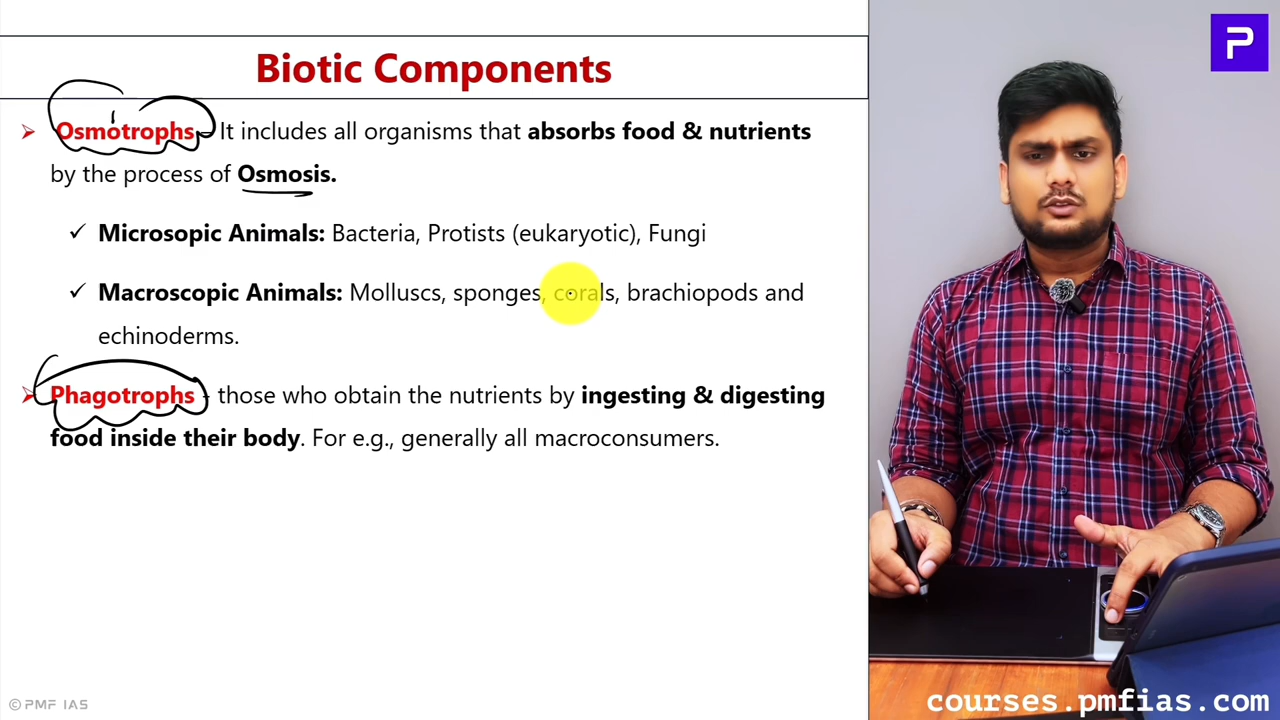 Biotic Components
➢ Osmotrophs - It includes all organisms that absorbs food & nutrients
by the process of Osmosis.
✓ Microsopic Animals: Bacteria, Protists (eukaryotic), Fungi
✓ Macroscopic Animals: Molluscs, sponges, corals, brachiopods and
echinoderms.
➢ Phagotrophs - those who obtain the nutrients by ingesting & digesting
food inside their body. For e.g., generally all macroconsumers.
© PMF IAS
P
courses.pmfias.com